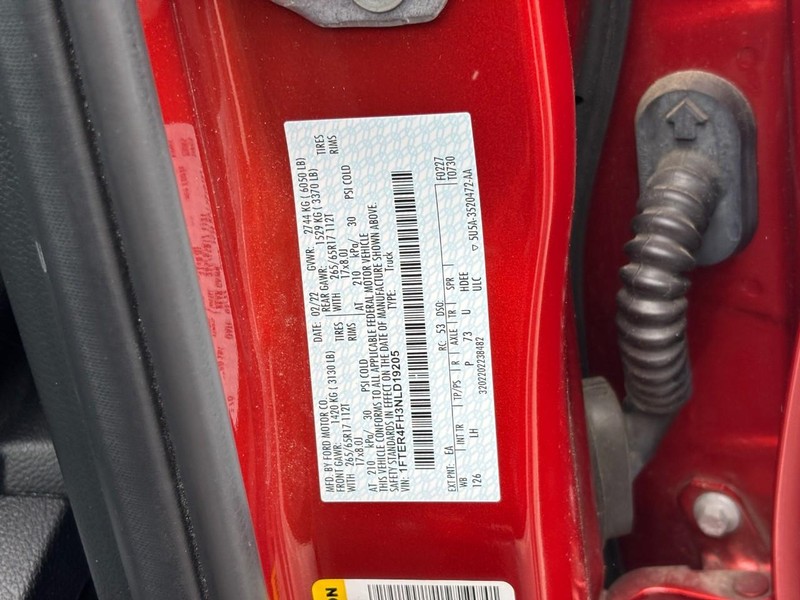 MFD. BY FORD MOTOR CO. DATE: 02/22 GVWR: 2744 KG ( 6050 LB)
FRONT GAWR: 1420 KG ( 3130 LB) REAR GAWR: 1529 KG ( 3370 LB)
WITH 265/65R17 112T TIRES WITH 265/65R17 112T TIRES
17x8.0J RIMS 17x8.0J RIMS
AT 210 kPa/ 30 PSI COLD AT 210 kPa/ 30 PSI COLD
THIS VEHICLE CONFORMS TO ALL APPLICABLE FEDERAL MOTOR VEHICLE
SAFETY STANDARDS IN EFFECT ON THE DATE OF MANUFACTURE SHOWN ABOVE.
VIN: 1FTER4FH3NLD19205 TYPE: Truck
EXT PNT: EA RC: 53 DSO: F0227
T0730
WB INT TR TP/PS R AXLE TR SPR
126 LH P 73 U HDEE
ULC
3202202238482 ▽ 5U5A-3520472-AA
ON